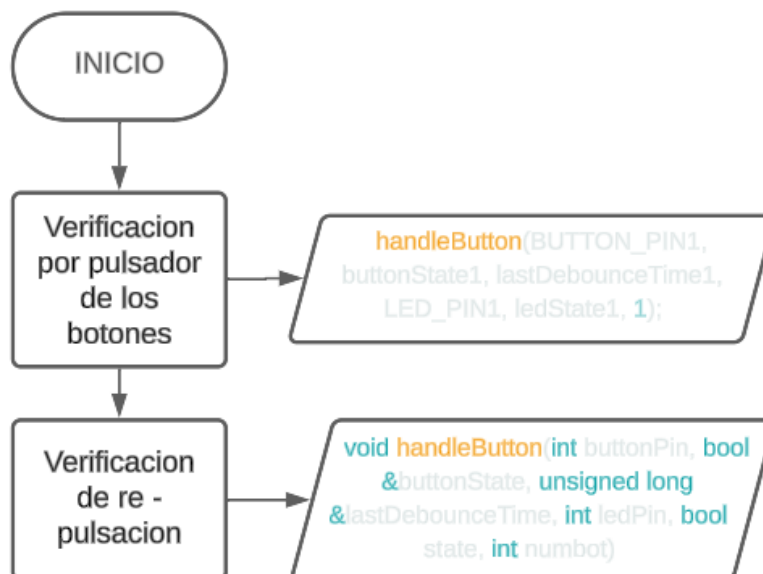 INICIO
Verificacion
por pulsador
de los
botones
handleButton(BUTTON_PIN1,
buttonState1, lastDebounceTime1,
LED_PIN1, ledState1, 1);
Verificacion
de re -
pulsacion
void handleButton(int buttonPin, bool
&buttonState, unsigned long
&lastDebounceTime, int ledPin, bool
state, int numbot)